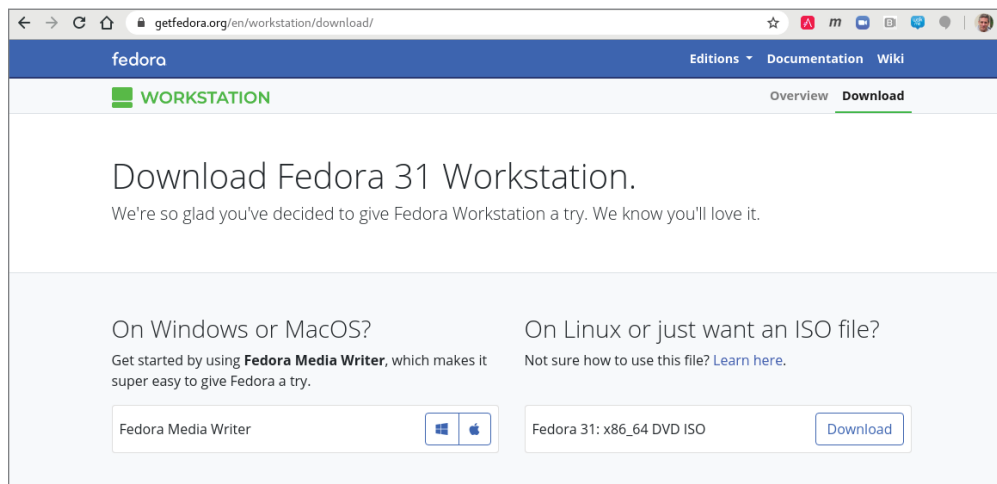 getfedora.org/en/workstation/download/
fedora
Editions Documentation Wiki
WORKSTATION
Overview Download
Download Fedora 31 Workstation.
We're so glad you've decided to give Fedora Workstation a try. We know you'll love it.
On Windows or MacOS?
Get started by using Fedora Media Writer, which makes it
super easy to give Fedora a try.
Fedora Media Writer
On Linux or just want an ISO file?
Not sure how to use this file? Learn here.
Fedora 31: x86_64 DVD ISO
Download